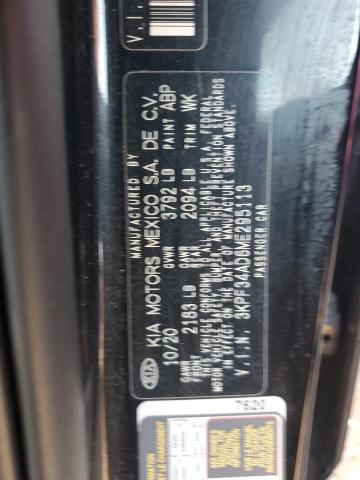 V.I.
MANUFACTURED BY
KIA KIA MOTORS MEXICO S.A. DE C.V.
10/20 GVWR 3792 LB PAINT ABP
GAWR FRONT 2183 LB GAWR REAR 2094 LB TRIM WK
THIS VEHICLE CONFORMS TO ALL APPLICABLE U.S.A. FEDERAL
MOTOR VEHICLE SAFETY, BUMPER, AND THEFT PREVENTION STANDARDS
IN EFFECT ON THE DATE OF MANUFACTURE SHOWN ABOVE.
V.I.N. 3KPF34AD6ME295113
PASSENGER CAR
7620